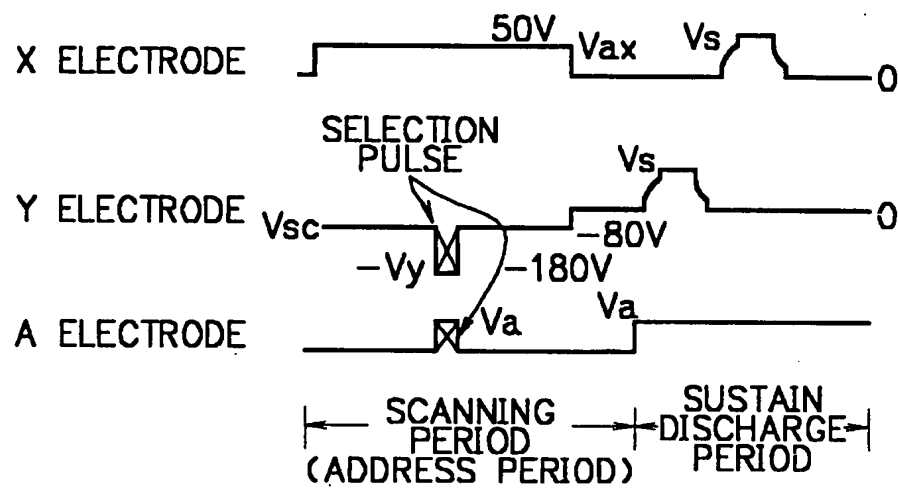 50V
Vax
Vs
X ELECTRODE
0
SELECTION
PULSE
Vs
Y ELECTRODE
Vsc
0
-80V
-Vy
-180V
Va
Va
A ELECTRODE
SCANNING
PERIOD
(ADDRESS PERIOD)
SUSTAIN
DISCHARGE
PERIOD